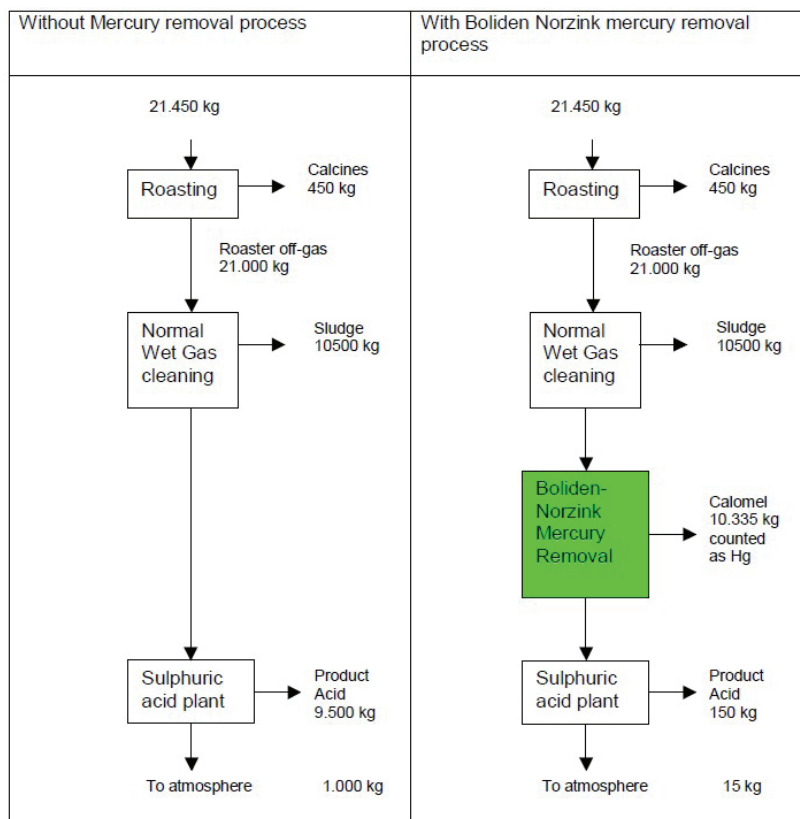 Without Mercury removal process
21.450 kg
Roasting
Calcines
450 kg
Roaster off-gas
21.000 kg
Normal
Wet Gas
cleaning
Sludge
10500 kg
Sulphuric
acid plant
Product
Acid
9.500 kg
To atmosphere 1.000 kg
With Boliden Norzink mercury removal
process
21.450 kg
Roasting
Calcines
450 kg
Roaster off-gas
21.000 kg
Normal
Wet Gas
cleaning
Sludge
10500 kg
Boliden-
Norzink
Mercury
Removal
Calomel
10.335 kg
counted
as Hg
Sulphuric
acid plant
Product
Acid
150 kg
To atmosphere 15 kg